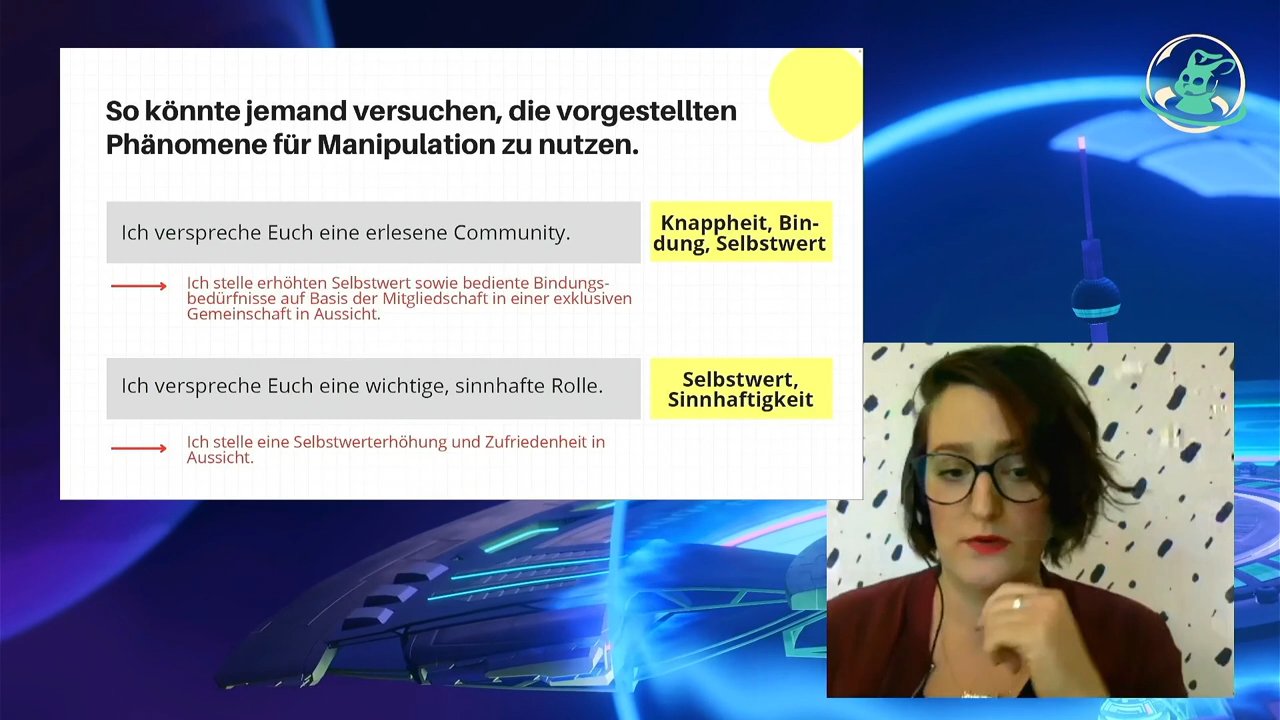 So könnte jemand versuchen, die vorgestellten
Phänomene für Manipulation zu nutzen.
Ich verspreche Euch eine erlesene Community.
Knappheit, Bin-
dung, Selbstwert
Ich stelle erhöhten Selbstwert sowie bediente Bindungs-
bedürfnisse auf Basis der Mitgliedschaft in einer exklusiven
Gemeinschaft in Aussicht.
Ich verspreche Euch eine wichtige, sinnhafte Rolle.
Selbstwert,
Sinnhaftigkeit
Ich stelle eine Selbstwerterhöhung und Zufriedenheit in
Aussicht.